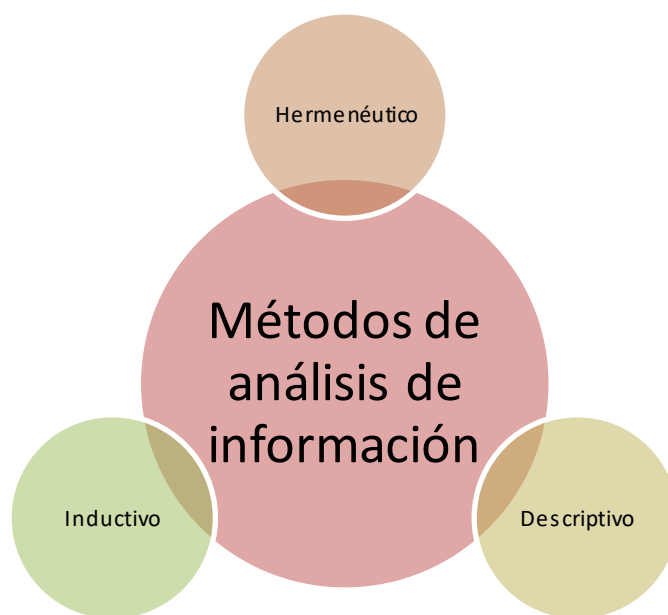 Hermenéutico
Métodos de
análisis de
información
Inductivo
Descriptivo